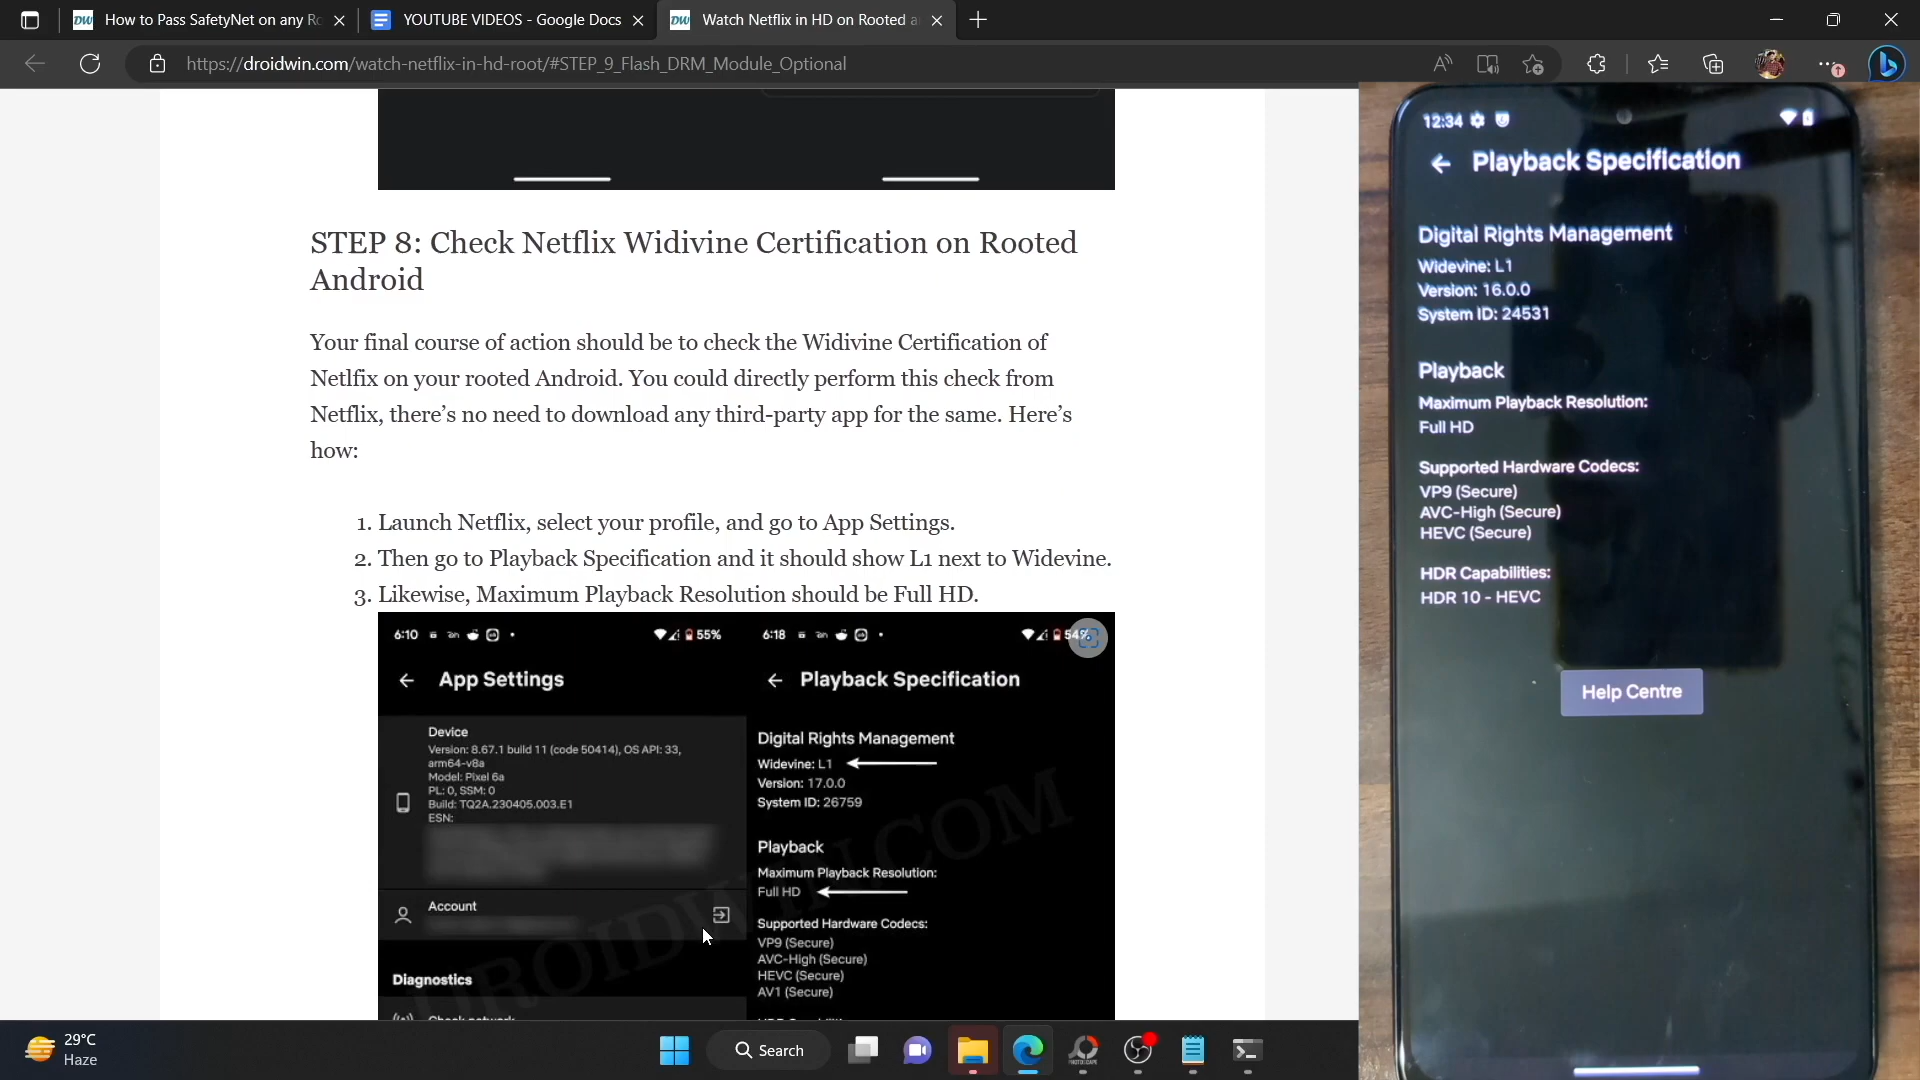 How to Pass SafetyNet on any Ro
YOUTUBE VIDEOS - Google Docs
Watch Netflix in HD on Rooted a
https://droidwin.com/watch-netflix-in-hd-root/#STEP_9_Flash_DRM_Module_Optional
STEP 8: Check Netflix Widivine Certification on Rooted
Android
Your final course of action should be to check the Widivine Certification of
Netlfix on your rooted Android. You could directly perform this check from
Netflix, there’s no need to download any third-party app for the same. Here’s
how:
1. Launch Netflix, select your profile, and go to App Settings.
2. Then go to Playback Specification and it should show L1 next to Widevine.
3. Likewise, Maximum Playback Resolution should be Full HD.
6:10
55%
App Settings
Device
Version: 8.67.1 build 11 (code 50414), OS API: 33,
arm64-v8a
Model: Pixel 6a
PL: 0, SSM: 0
Build: TQ2A.230405.003.E1
ESN:
Account
Diagnostics
Check network
6:18
54%
Playback Specification
Digital Rights Management
Widevine: L1
Version: 17.0.0
System ID: 26759
Playback
Maximum Playback Resolution:
Full HD
Supported Hardware Codecs:
VP9 (Secure)
AVC-High (Secure)
HEVC (Secure)
AV1 (Secure)
DROIDWIN.COM
12:34
Playback Specification
Digital Rights Management
Widevine: L1
Version: 16.0.0
System ID: 24531
Playback
Maximum Playback Resolution:
Full HD
Supported Hardware Codecs:
VP9 (Secure)
AVC-High (Secure)
HEVC (Secure)
HDR Capabilities:
HDR 10 - HEVC
Help Centre
29°C
Haze
Search